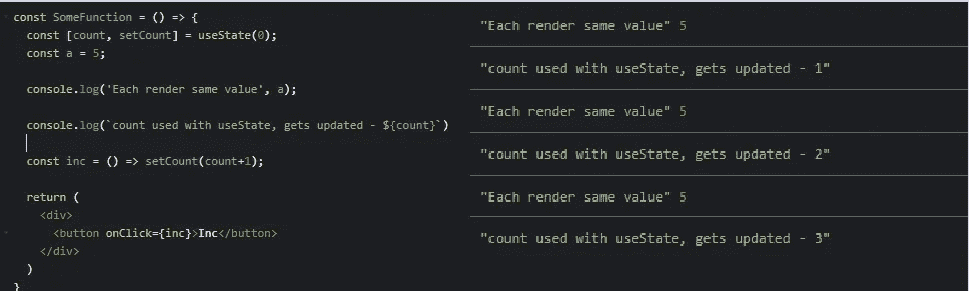 const SomeFunction = () => {
  const [count, setCount] = useState(0);
  const a = 5;
  console.log('Each render same value', a);
  console.log(`count used with useState, gets updated - ${count}`)
  const inc = () => setCount(count+1);
  return (
    <div>
      <button onClick={inc}>Inc</button>
    </div>
  )
}
"Each render same value" 5
"count used with useState, gets updated - 1"
"Each render same value" 5
"count used with useState, gets updated - 2"
"Each render same value" 5
"count used with useState, gets updated - 3"